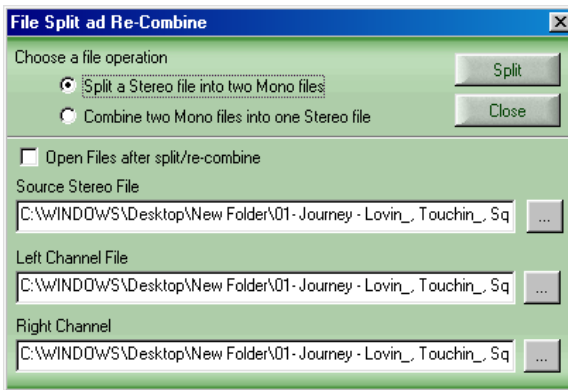 File Split ad Re-Combine
Choose a file operation
Split a Stereo file into two Mono files
Combine two Mono files into one Stereo file
Split
Close
Open Files after split/re-combine
Source Stereo File
C:\WINDOWS\Desktop\New Folder\01- Journey - Lovin_, Touchin_, Sq
...
Left Channel File
C:\WINDOWS\Desktop\New Folder\01- Journey - Lovin_, Touchin_, Sq
...
Right Channel
C:\WINDOWS\Desktop\New Folder\01- Journey - Lovin_, Touchin_, Sq
...